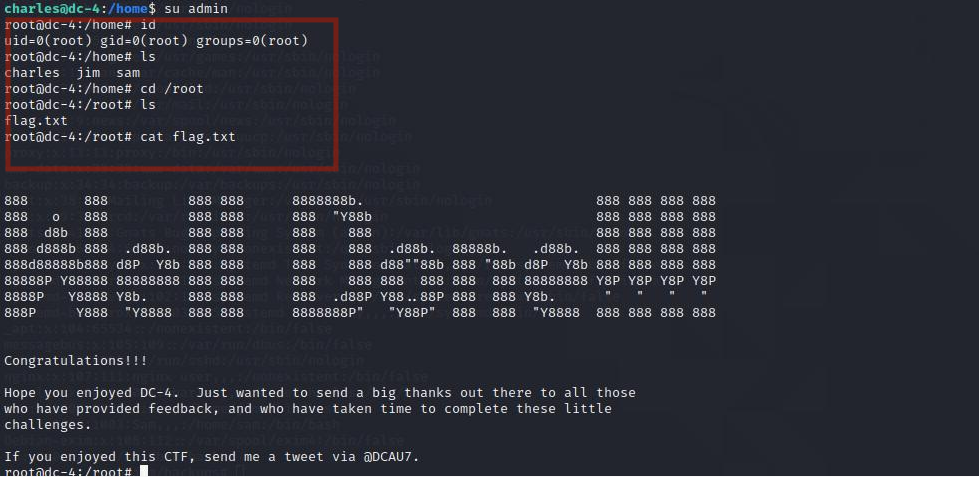 charles@dc-4:/home$ su admin
root@dc-4:/home# id
uid=0(root) gid=0(root) groups=0(root)
root@dc-4:/home# ls
charles  jim  sam
root@dc-4:/home# cd /root
root@dc-4:/root# ls
flag.txt
root@dc-4:/root# cat flag.txt
888       888          888 888      8888888b.                             888 888 888 888
888   o   888          888 888      888  "Y88b                            888 888 888 888
888  d8b  888          888 888      888    888                            888 888 888 888
888 d888b 888  .d88b.  888 888      888    888  .d88b.  88888b.   .d88b.  888 888 888 888
888d88888b888 d8P  Y8b 888 888      888    888 d88""88b 888 "88b d8P  Y8b 888 888 888 888
88888P Y88888 88888888 888 888      888    888 888  888 888  888 88888888 Y8P Y8P Y8P Y8P
8888P   Y8888 Y8b.     888 888      888  .d88P Y88..88P 888  888 Y8b.      "   "   "   "
888P     Y888  "Y8888  888 888      8888888P"   "Y88P"  888  888  "Y8888  888 888 888 888
Congratulations!!!
Hope you enjoyed DC-4.  Just wanted to send a big thanks out there to all those
who have provided feedback, and who have taken time to complete these little
challenges.
If you enjoyed this CTF, send me a tweet via @DCAU7.
root@dc-4:/root#